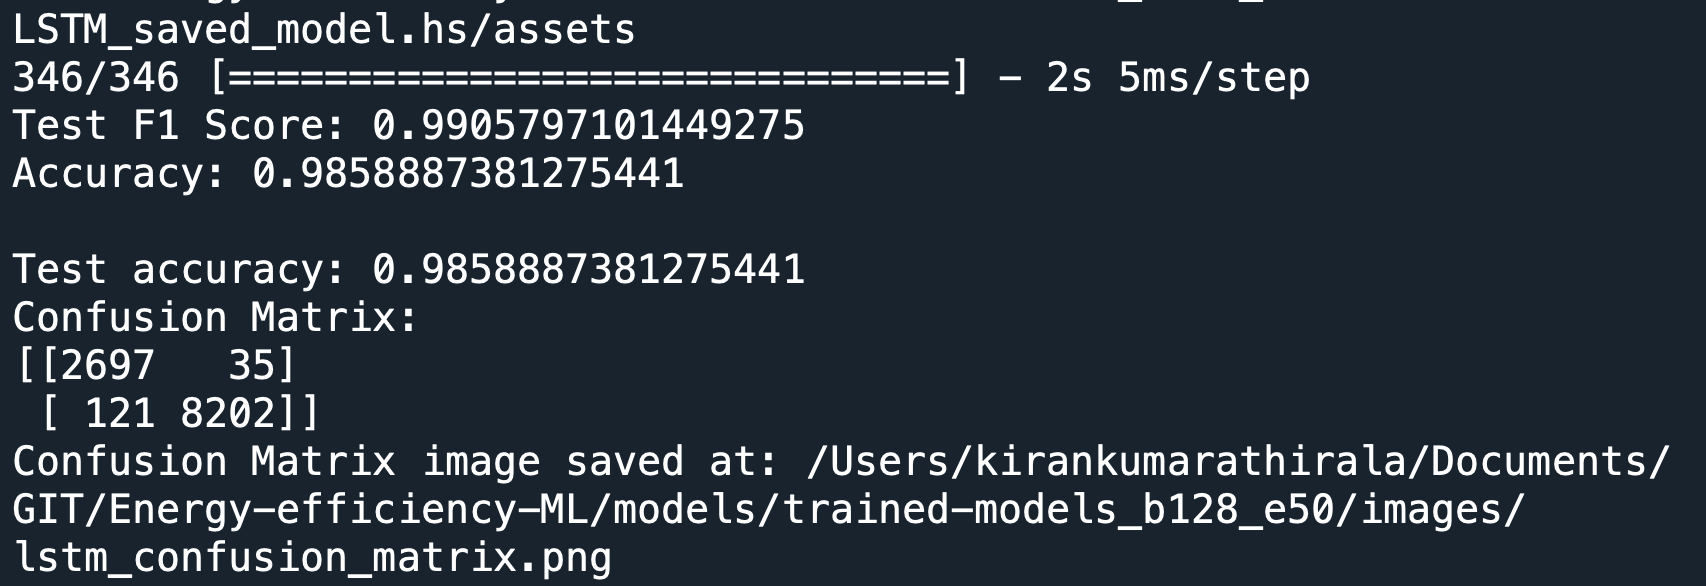 LSTM_saved_model.hs/assets
346/346 [==============================] - 2s 5ms/step
Test F1 Score: 0.9905797101449275
Accuracy: 0.9858887381275441
Test accuracy: 0.9858887381275441
Confusion Matrix:
[[2697   35]
 [ 121 8202]]
Confusion Matrix image saved at: /Users/kirankumarathirala/Documents/
GIT/Energy-efficiency-ML/models/trained-models_b128_e50/images/
lstm_confusion_matrix.png